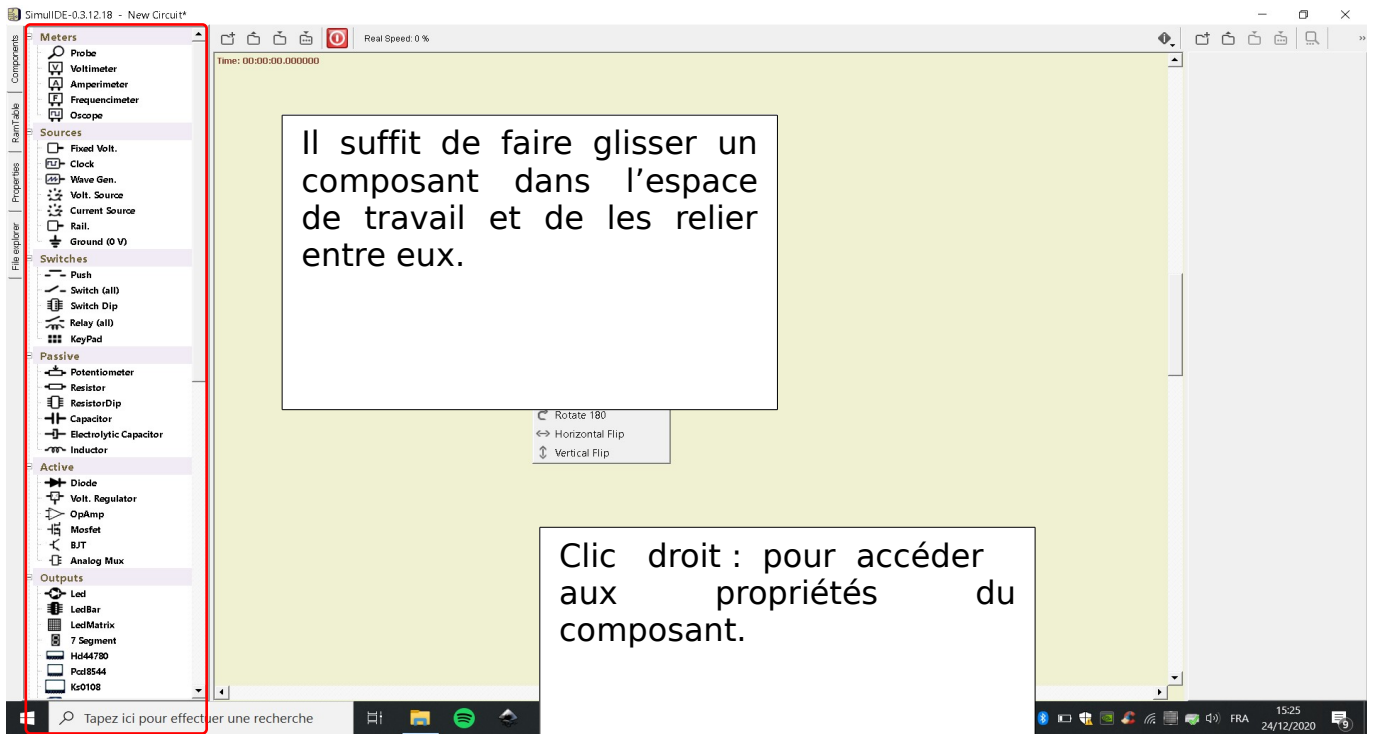 SimulIDE-0.3.12.18 - New Circuit*
Components
RamTable
Properties
File explorer
Meters
Probe
Voltimeter
Amperimeter
Frequencimeter
Oscope
Sources
Fixed Volt.
Clock
Wave Gen.
Volt. Source
Current Source
Rail.
Ground (0 V)
Switches
Push
Switch (all)
Switch Dip
Relay (all)
KeyPad
Passive
Potentiometer
Resistor
ResistorDip
Capacitor
Electrolytic Capacitor
Inductor
Active
Diode
Volt. Regulator
OpAmp
Mosfet
BJT
Analog Mux
Outputs
Led
LedBar
LedMatrix
7 Segment
Hd44780
Pcd8544
Ks0108
Real Speed: 0 %
»
Time: 00:00:00.000000
Il suffit de faire glisser un
composant dans l’espace
de travail et de les relier
entre eux.
Rotate 180
Horizontal Flip
Vertical Flip
Clic droit : pour accéder
aux propriétés du
composant.
Tapez ici pour effectuer une recherche
FRA
15:25
24/12/2020
9